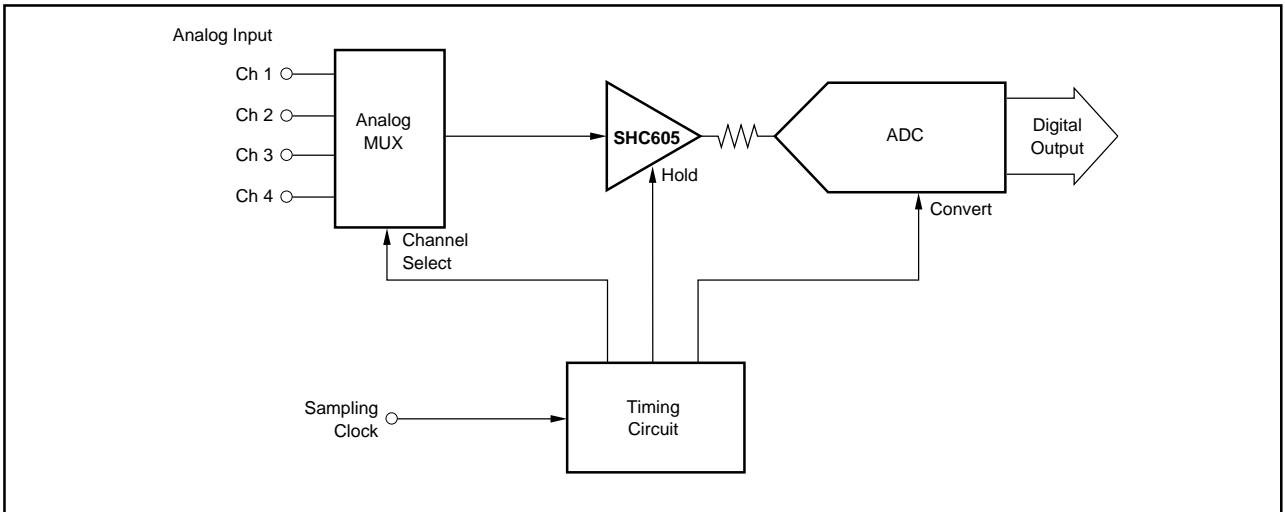 Analog Input
Ch 1
Ch 2
Ch 3
Ch 4
Analog
MUX
Channel
Select
SHC605
Hold
ADC
Convert
Digital
Output
Sampling
Clock
Timing
Circuit